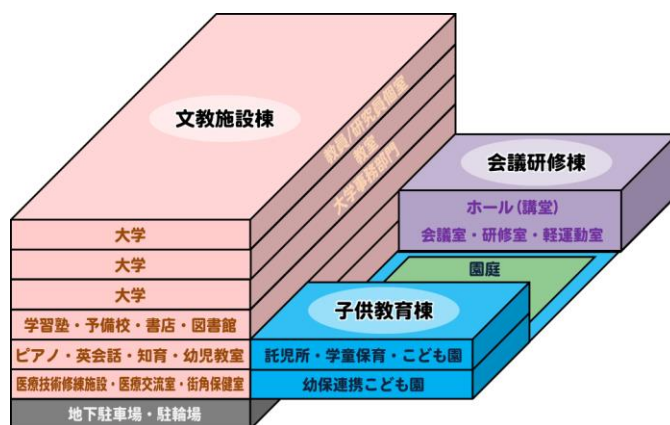 文教施設棟
教員/研究員個室
教室
大学事務部門
会議研修棟
ホール(講堂)
会議室・研修室・軽運動室
大学
大学
大学
園庭
子供教育棟
学習塾・予備校・書店・図書館
ピアノ・英会話・知育・幼児教室
託児所・学童保育・こども園
医療技術修練施設・医療交流室・街角保健室
幼保連携こども園
地下駐車場・駐輪場